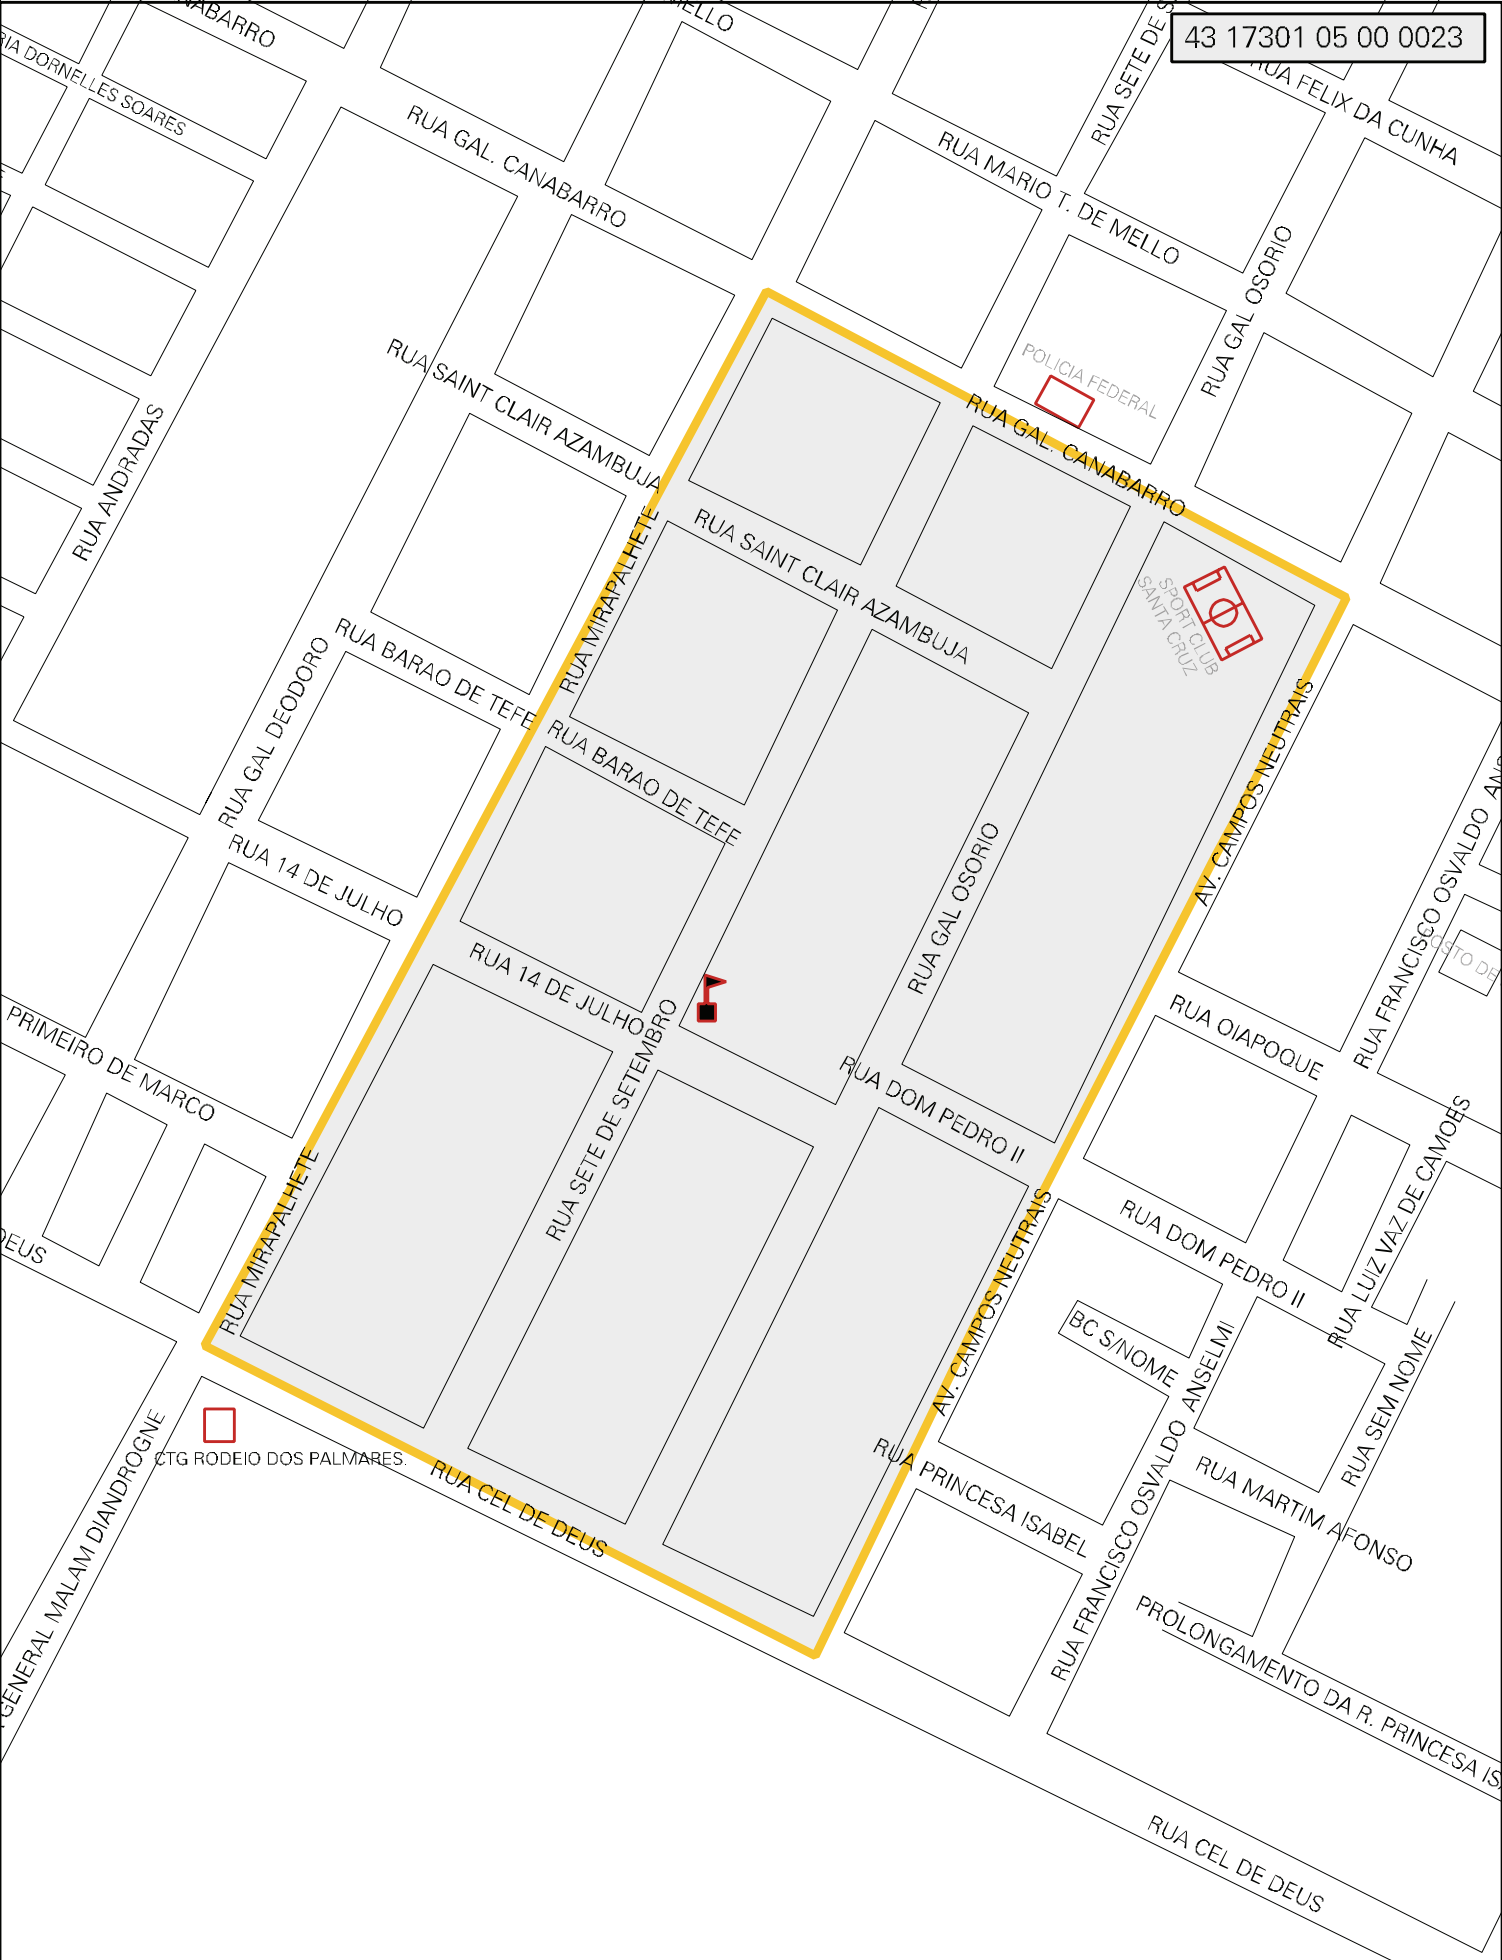 43 17301 05 00 0023
RUA FELIX DA CUNHA
RUA SETE DE
MELLO
DORNELLES SOARES
RUA GAL. CANABARRO
RUA MARIO T. DE MELLO
RUA GAL OSORIO
POLICIA FEDERAL
RUA SAINT CLAIR AZAMBUJA
RUA GAL. CANABARRO
RUA ANDRADAS
RUA MIRAPALHETE
RUA SAINT CLAIR AZAMBUJA
SPORT CLUB
SANTA CRUZ
RUA BARAO DE TEFE
RUA GAL DEODORO
RUA BARAO DE TEFE
AV. CAMPOS NEUTRAIS
RUA GAL OSORIO
RUA FRANCISCO OSVALDO
RUA 14 DE JULHO
RUA 14 DE JULHO
PRIMEIRO DE MARCO
RUA OIAPOQUE
RUA SETE DE SETEMBRO
RUA DOM PEDRO II
RUA LUIZ VAZ DE CAMOES
RUA MIRAPALHETE
DEUS
RUA DOM PEDRO II
AV. CAMPOS NEUTRAIS
BC S/NOME
RUA FRANCISCO OSVALDO ANSELMI
RUA SEM NOME
CTG RODEIO DOS PALMARES.
GENERAL MALAM DIANDROGNE
RUA CEL DE DEUS
RUA PRINCESA ISABEL
RUA MARTIM AFONSO
PROLONGAMENTO DA R. PRINCESA
RUA CEL DE DEUS